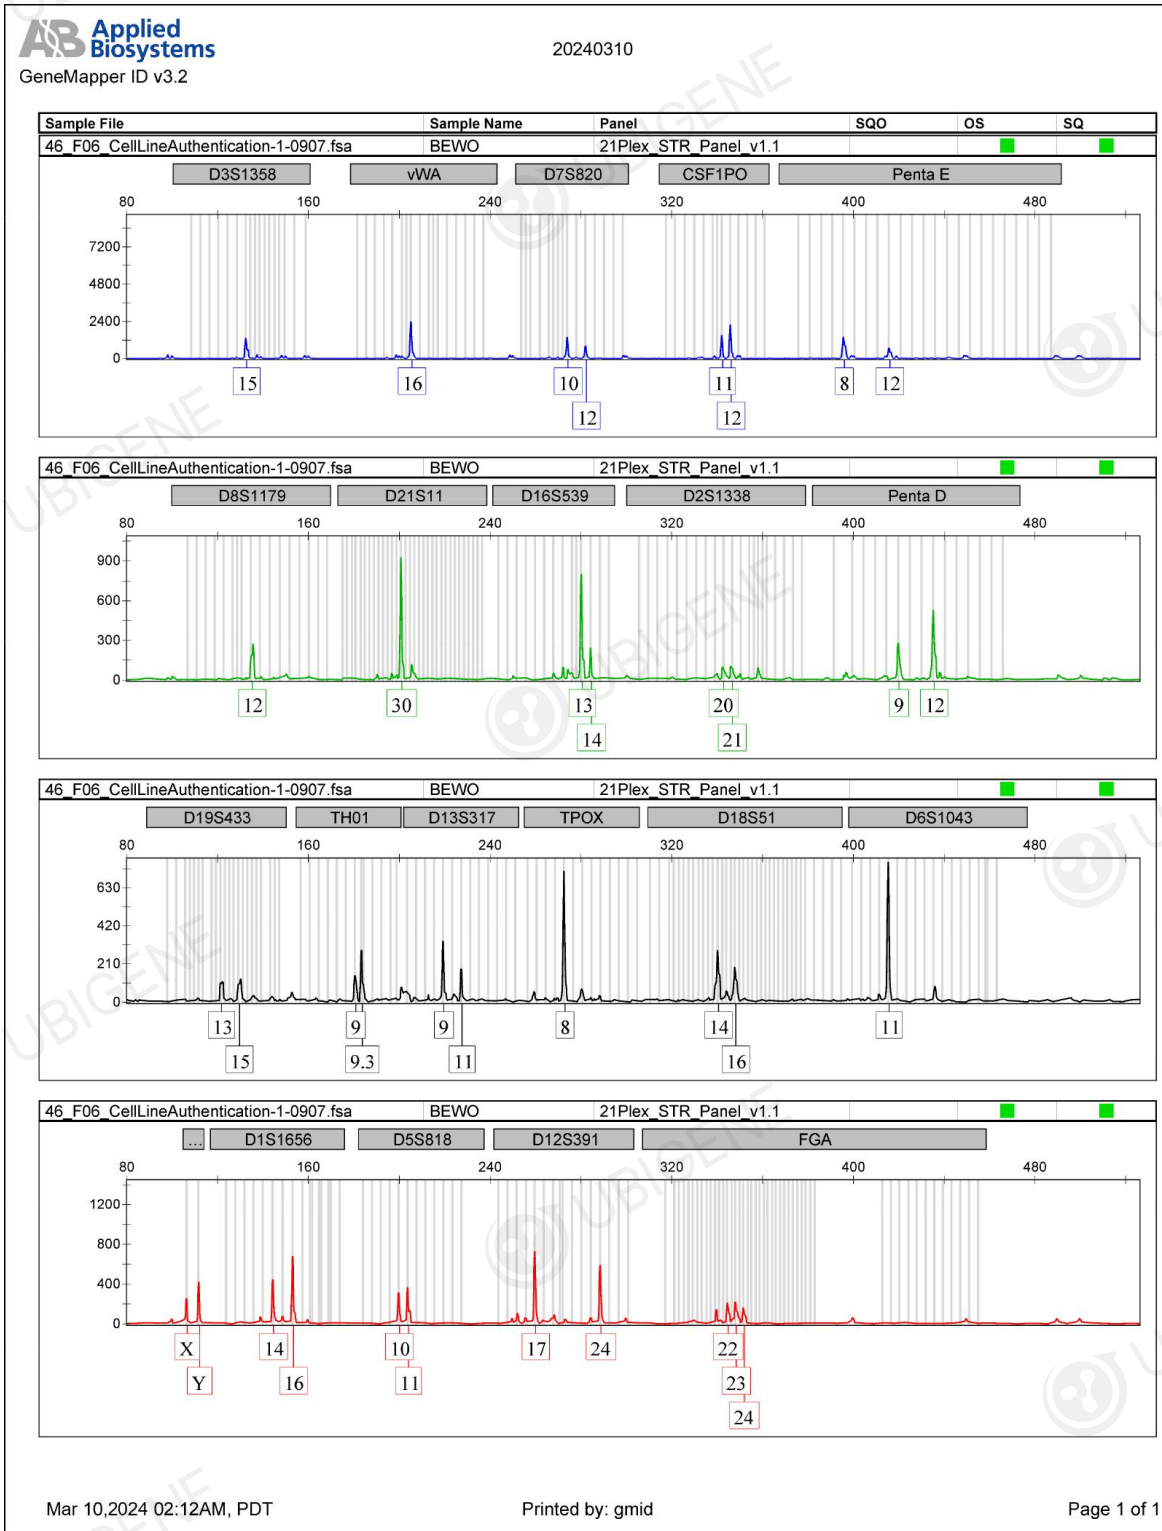 AB Applied Biosystems
GeneMapper ID v3.2
20240310
Sample File Sample Name Panel SQO OS SQ
46_F06_CellLineAuthentication-1-0907.fsa BEWO 21Plex_STR_Panel_v1.1
D3S1358 vWA D7S820 CSF1PO Penta E
80 160 240 320 400 480
7200
4800
2400
0
15 16 10 11 8 12
12 12
46_F06_CellLineAuthentication-1-0907.fsa BEWO 21Plex_STR_Panel_v1.1
D8S1179 D21S11 D16S539 D2S1338 Penta D
80 160 240 320 400 480
900
600
300
0
12 30 13 20 9 12
14 21
46_F06_CellLineAuthentication-1-0907.fsa BEWO 21Plex_STR_Panel_v1.1
D19S433 TH01 D13S317 TPOX D18S51 D6S1043
80 160 240 320 400 480
630
420
210
0
13 9 9 8 14 11
15 9.3 11 16
46_F06_CellLineAuthentication-1-0907.fsa BEWO 21Plex_STR_Panel_v1.1
... D1S1656 D5S818 D12S391 FGA
80 160 240 320 400 480
1200
800
400
0
X 14 10 17 24 22
Y 16 11 23
24
Mar 10,2024 02:12AM, PDT Printed by: gmid Page 1 of 1
UBIGENE
UBIGENE
UBIGENE
UBIGENE
UBIGENE